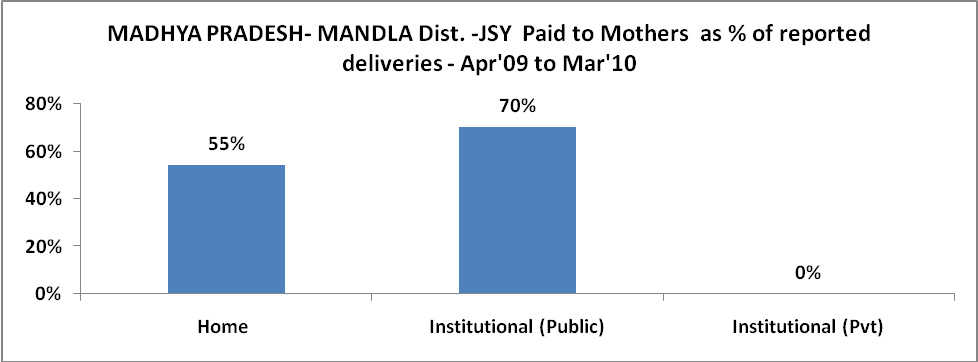 MADHYA PRADESH- MANDLA Dist. -JSY  Paid to Mothers  as % of reported
deliveries - Apr'09 to Mar'10
80%
60%
40%
20%
0%
55%
70%
0%
Home
Institutional (Public)
Institutional (Pvt)